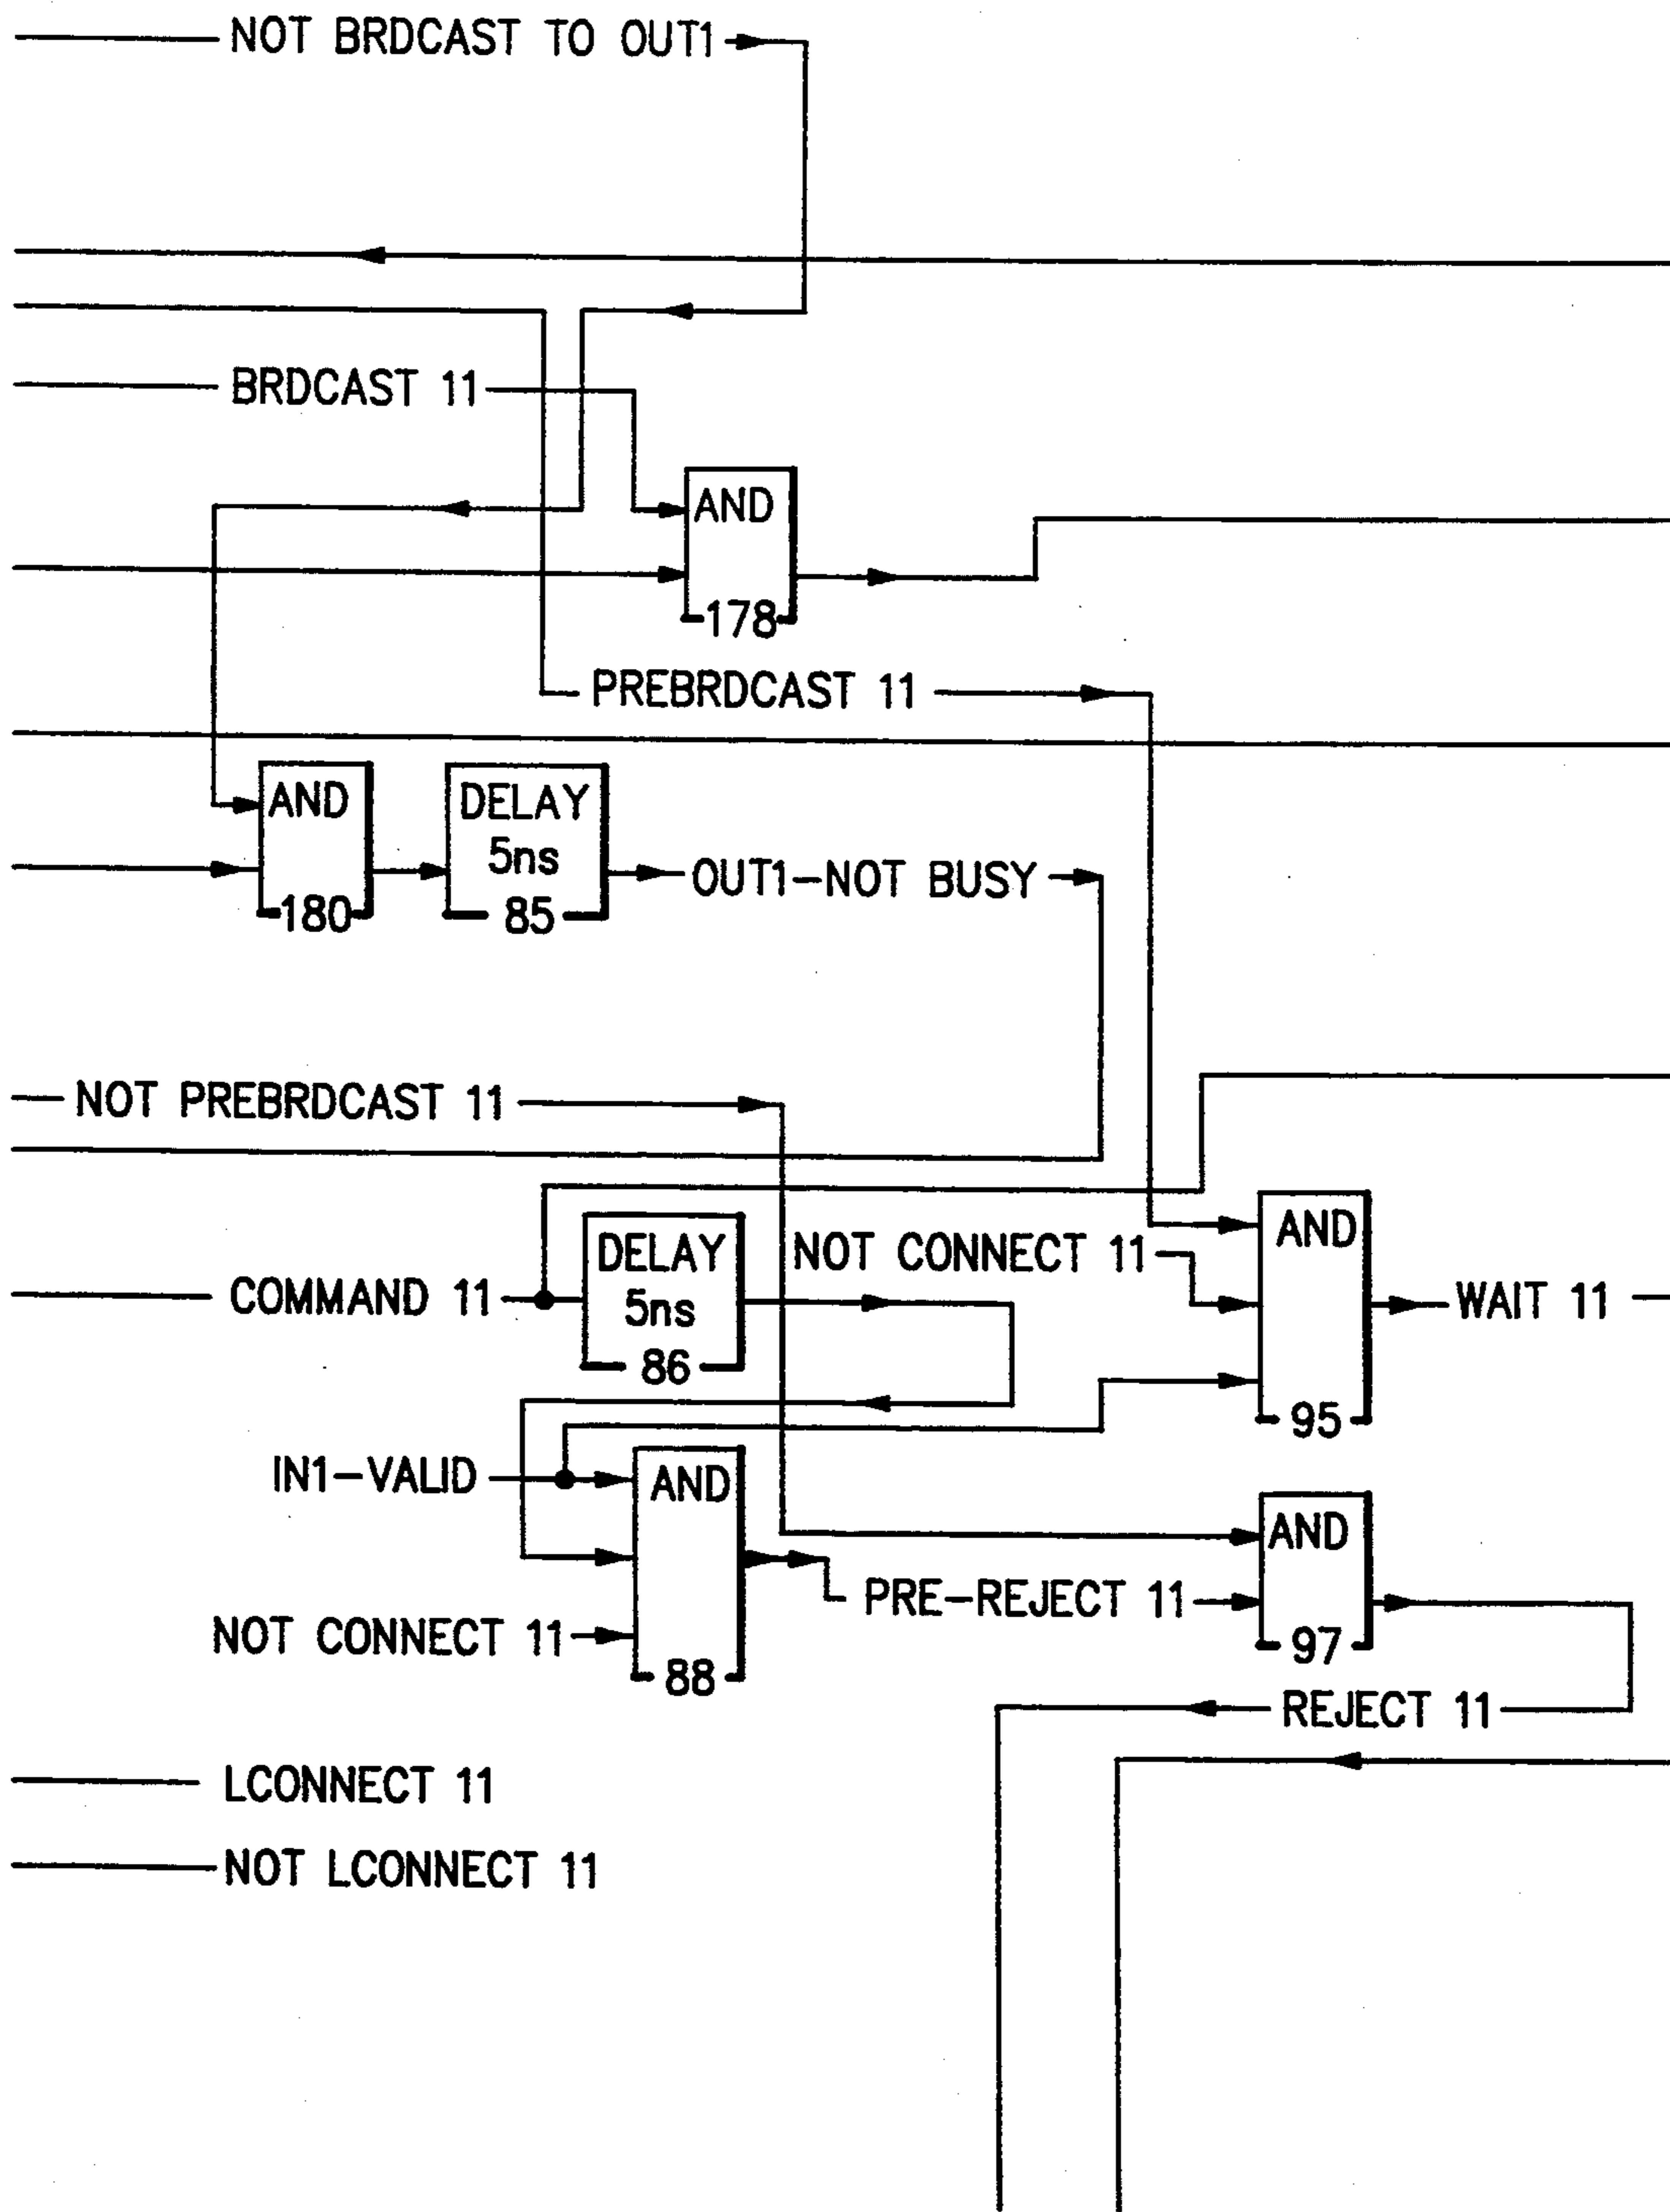 NOT BRDCAST TO OUT1
BRDCAST 11
AND
178
PREBRDCAST 11
AND
180
DELAY
5ns
85
OUT1-NOT BUSY
NOT PREBRDCAST 11
COMMAND 11
DELAY
5ns
86
NOT CONNECT 11
AND
95
WAIT 11
IN1-VALID
AND
88
NOT CONNECT 11
PRE-REJECT 11
AND
97
REJECT 11
LCONNECT 11
NOT LCONNECT 11